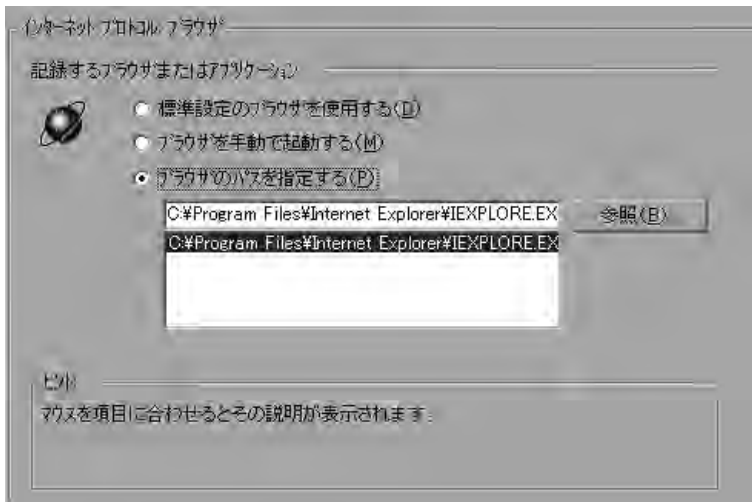 インターネット プロトコル: ブラウザ
記録するブラウザまたはアプリケーション
標準設定のブラウザを使用する(D)
ブラウザを手動で起動する(M)
ブラウザのパスを指定する(P)
C:¥Program Files¥Internet Explorer¥IEXPLORE.EX
参照(B)...
C:¥Program Files¥Internet Explorer¥IEXPLORE.EX
ヒント
マウスを項目に合わせるとその説明が表示されます。